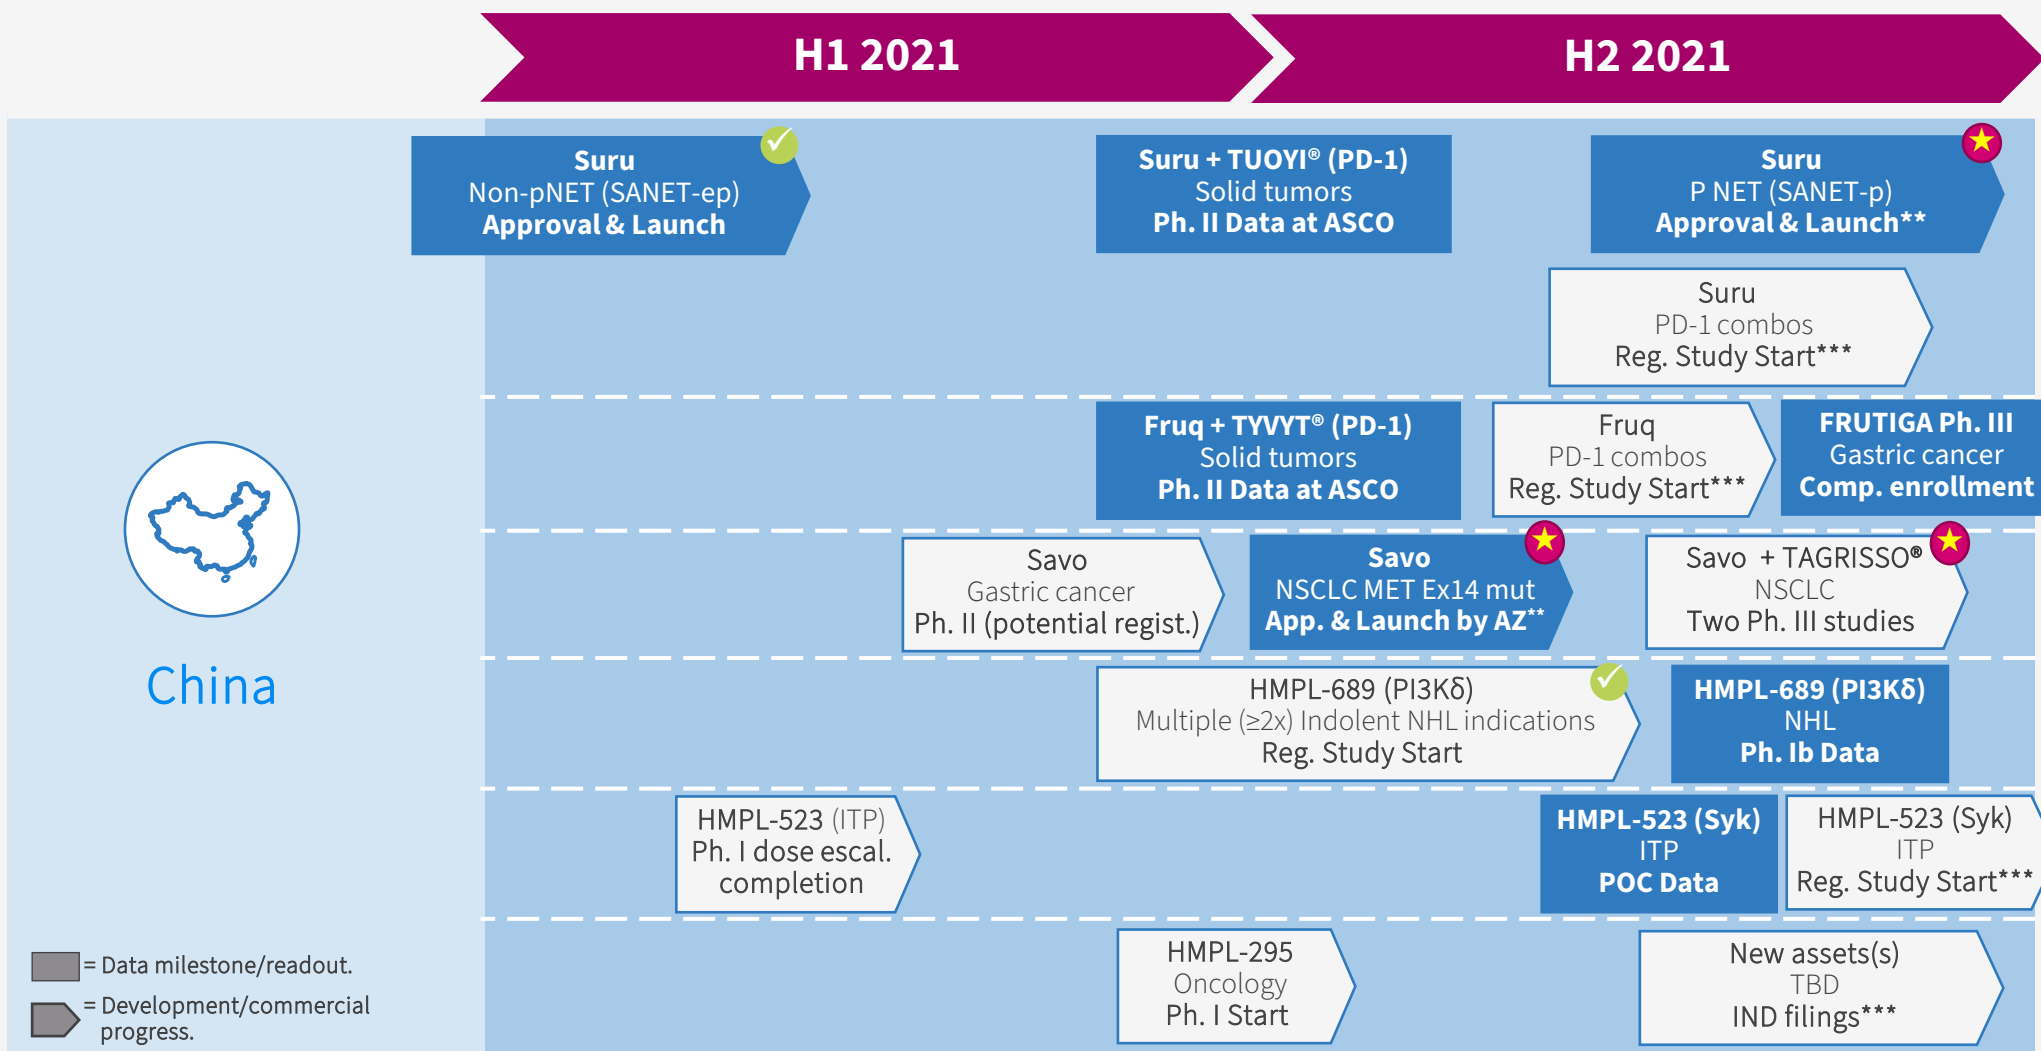 H1 2021
H2 2021
Suru
Non-pNET (SANET-ep)
Approval & Launch
Suru + TUOYI® (PD-1)
Solid tumors
Ph. II Data at ASCO
Suru
P NET (SANET-p)
Approval & Launch**
Suru
PD-1 combos
Reg. Study Start***
Fruq + TYVYT® (PD-1)
Solid tumors
Ph. II Data at ASCO
Fruq
PD-1 combos
Reg. Study Start***
FRUTIGA Ph. III
Gastric cancer
Comp. enrollment
Savo
Gastric cancer
Ph. II (potential regist.)
Savo
NSCLC MET Ex14 mut
App. & Launch by AZ**
Savo + TAGRISSO®
NSCLC
Two Ph. III studies
China
HMPL-689 (PI3Kδ)
Multiple (≥2x) Indolent NHL indications
Reg. Study Start
HMPL-689 (PI3Kδ)
NHL
Ph. Ib Data
HMPL-523 (ITP)
Ph. I dose escal.
completion
HMPL-523 (Syk)
ITP
POC Data
HMPL-523 (Syk)
ITP
Reg. Study Start***
HMPL-295
Oncology
Ph. I Start
New assets(s)
TBD
IND filings***
= Data milestone/readout.
= Development/commercial
progress.